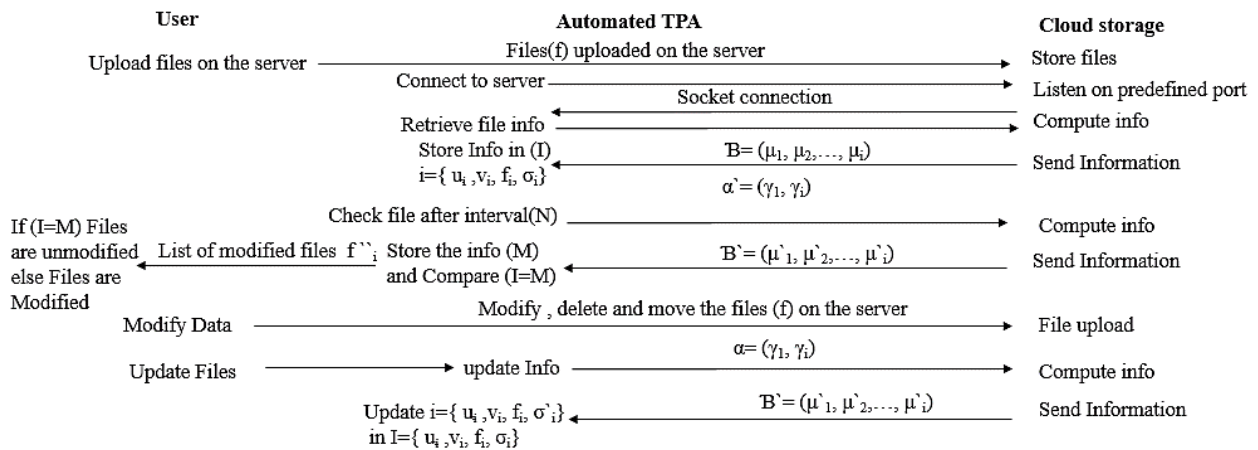 User
Automated TPA
Cloud storage
Files(f) uploaded on the server
Upload files on the server
Store files
Connect to server
Listen on predefined port
Socket connection
Retrieve file info
Compute info
Store Info in (I)
i={ uᵢ ,vᵢ, fᵢ, σᵢ}
Ɓ= (μ₁, μ₂,…, μᵢ)
Send Information
α`= (γ₁, γᵢ)
Check file after interval(N)
Compute info
If (I=M) Files
are unmodified
else Files are
Modified
List of modified files f``ᵢ
Store the info (M)
and Compare (I=M)
Ɓ`= (μ`₁, μ`₂,…, μ`ᵢ)
Send Information
Modify , delete and move the files (f) on the server
Modify Data
File upload
α= (γ₁, γᵢ)
Update Files
update Info
Compute info
Ɓ`= (μ`₁, μ`₂,…, μ`ᵢ)
Send Information
Update i={ uᵢ ,vᵢ, fᵢ, σ`ᵢ}
in I={ uᵢ ,vᵢ, fᵢ, σᵢ}